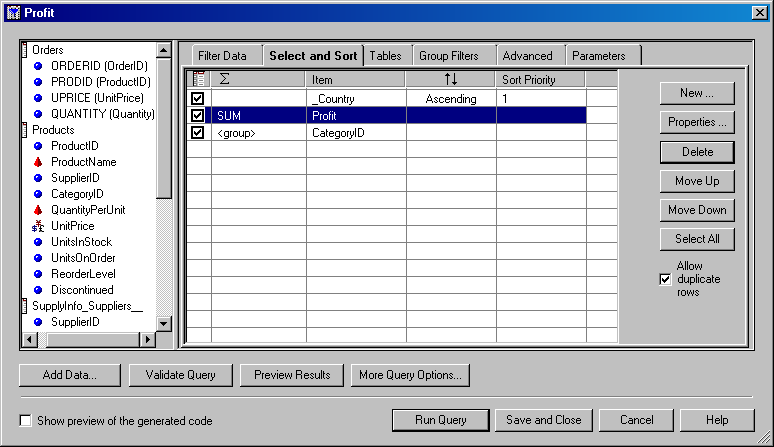 Profit
Orders
ORDERID (OrderID)
PRODID (ProductID)
UPRICE (UnitPrice)
QUANTITY (Quantity)
Products
ProductID
ProductName
SupplierID
CategoryID
QuantityPerUnit
UnitPrice
UnitsInStock
UnitsOnOrder
ReorderLevel
Discontinued
SupplyInfo_Suppliers__
SupplierID
Filter Data Select and Sort Tables Group Filters Advanced Parameters
Σ Item Sort Priority
_Country Ascending 1
SUM Profit
<group> CategoryID
New ...
Properties ...
Delete
Move Up
Move Down
Select All
Allow
duplicate
rows
Add Data... Validate Query Preview Results More Query Options...
Show preview of the generated code
Run Query Save and Close Cancel Help